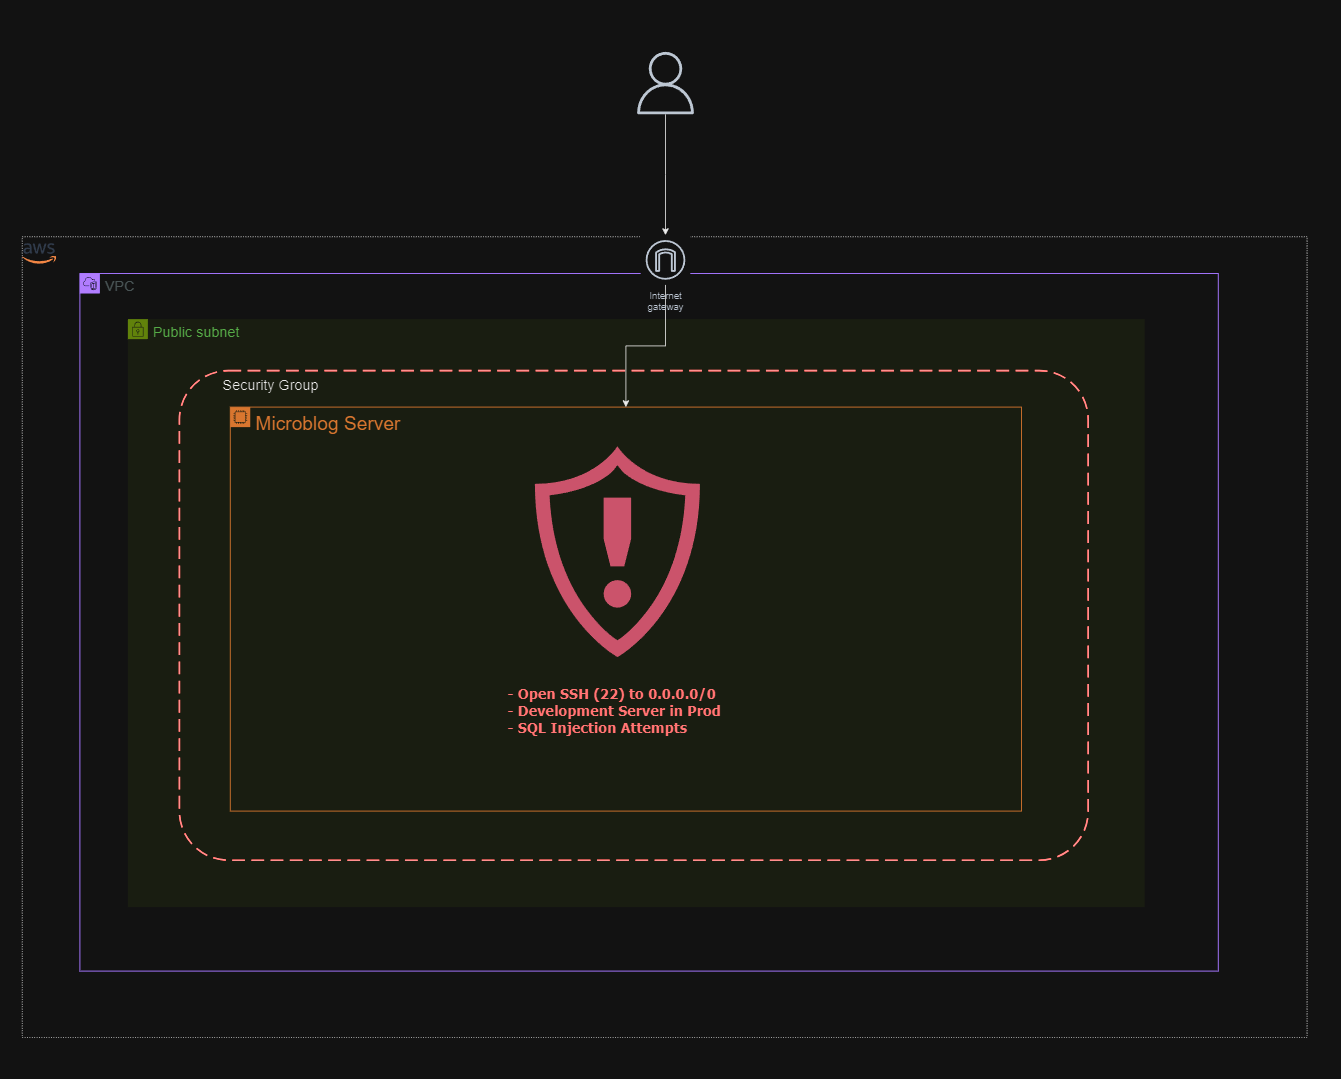 aws
VPC
Internet
gateway
Public subnet
Security Group
Microblog Server
- Open SSH (22) to 0.0.0.0/0
- Development Server in Prod
- SQL Injection Attempts